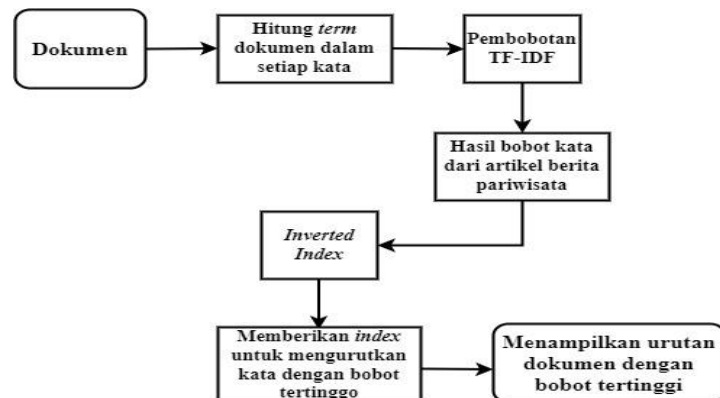 Dokumen
Hitung term
dokumen dalam
setiap kata
Pembobotan
TF-IDF
Hasil bobot kata
dari artikel berita
pariwisata
Inverted
Index
Memberikan index
untuk mengurutkan
kata dengan bobot
tertinggo
Menampilkan urutan
dokumen dengan
bobot tertinggi